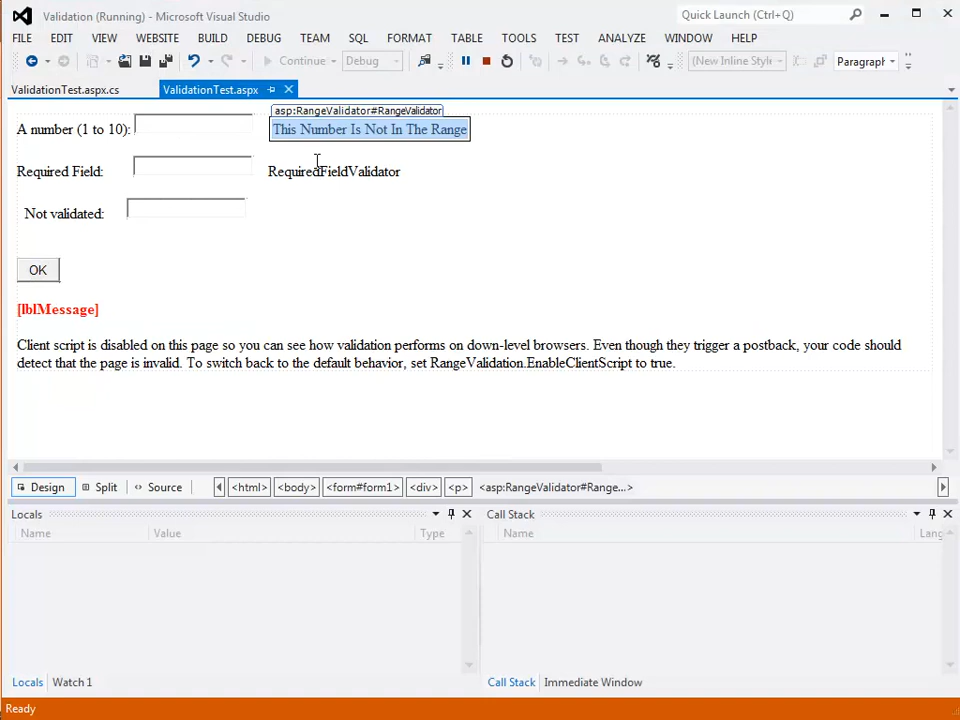 Validation (Running) - Microsoft Visual Studio
Quick Launch (Ctrl+Q)
FILE EDIT VIEW WEBSITE BUILD DEBUG TEAM SQL FORMAT TABLE TOOLS TEST ANALYZE WINDOW HELP
Continue Debug (New Inline Style Paragraph
ValidationTest.aspx.cs ValidationTest.aspx
asp:RangeValidator#RangeValidator
A number (1 to 10): This Number Is Not In The Range
Required Field: RequiredFieldValidator
Not validated:
OK
[lblMessage]
Client script is disabled on this page so you can see how validation performs on down-level browsers. Even though they trigger a postback, your code should
detect that the page is invalid. To switch back to the default behavior, set RangeValidation.EnableClientScript to true.
Design Split Source <html> <body> <form#form1> <div> <p> <asp:RangeValidator#Range...>
Locals Call Stack
Name Value Type Name Lang
Locals Watch 1 Call Stack Immediate Window
Ready